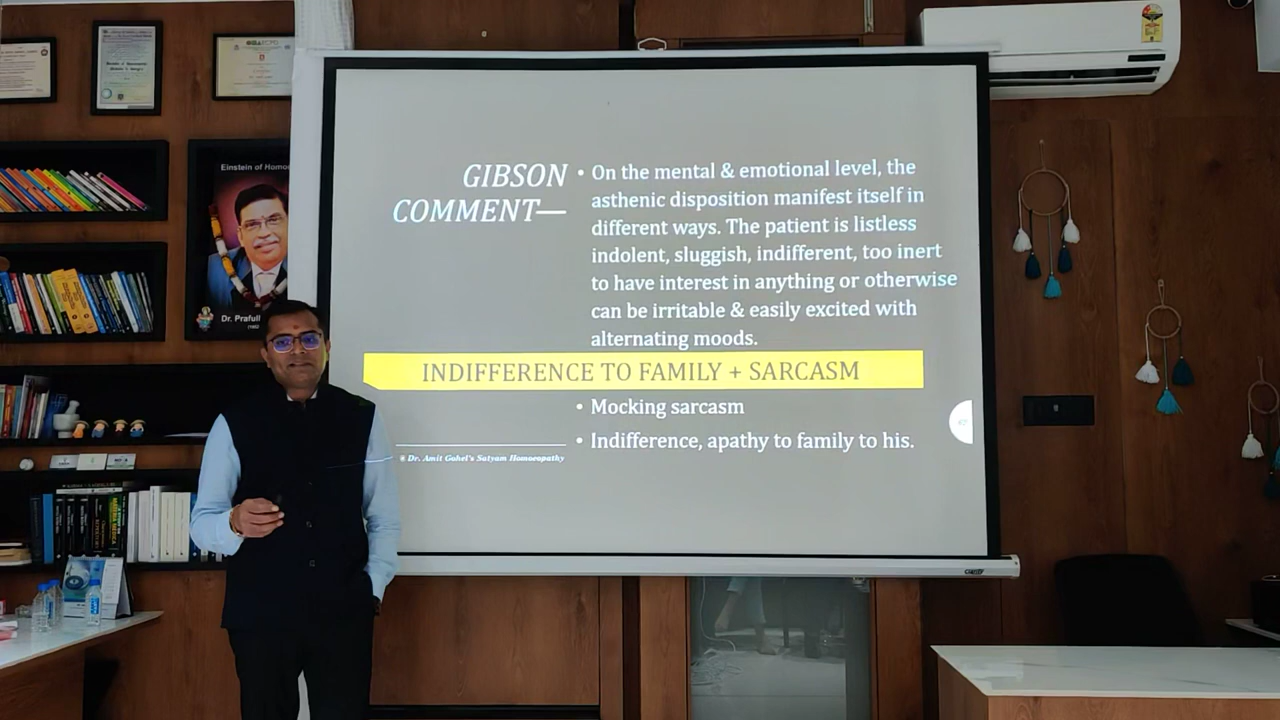 GIBSON
COMMENT—
• On the mental & emotional level, the
asthenic disposition manifest itself in
different ways. The patient is listless
indolent, sluggish, indifferent, too inert
to have interest in anything or otherwise
can be irritable & easily excited with
alternating moods.
INDIFFERENCE TO FAMILY + SARCASM
• Mocking sarcasm
• Indifference, apathy to family to his.
Dr. Amit Gohel's Satyam Homoeopathy
Einstein of Homoe
Dr. Praful